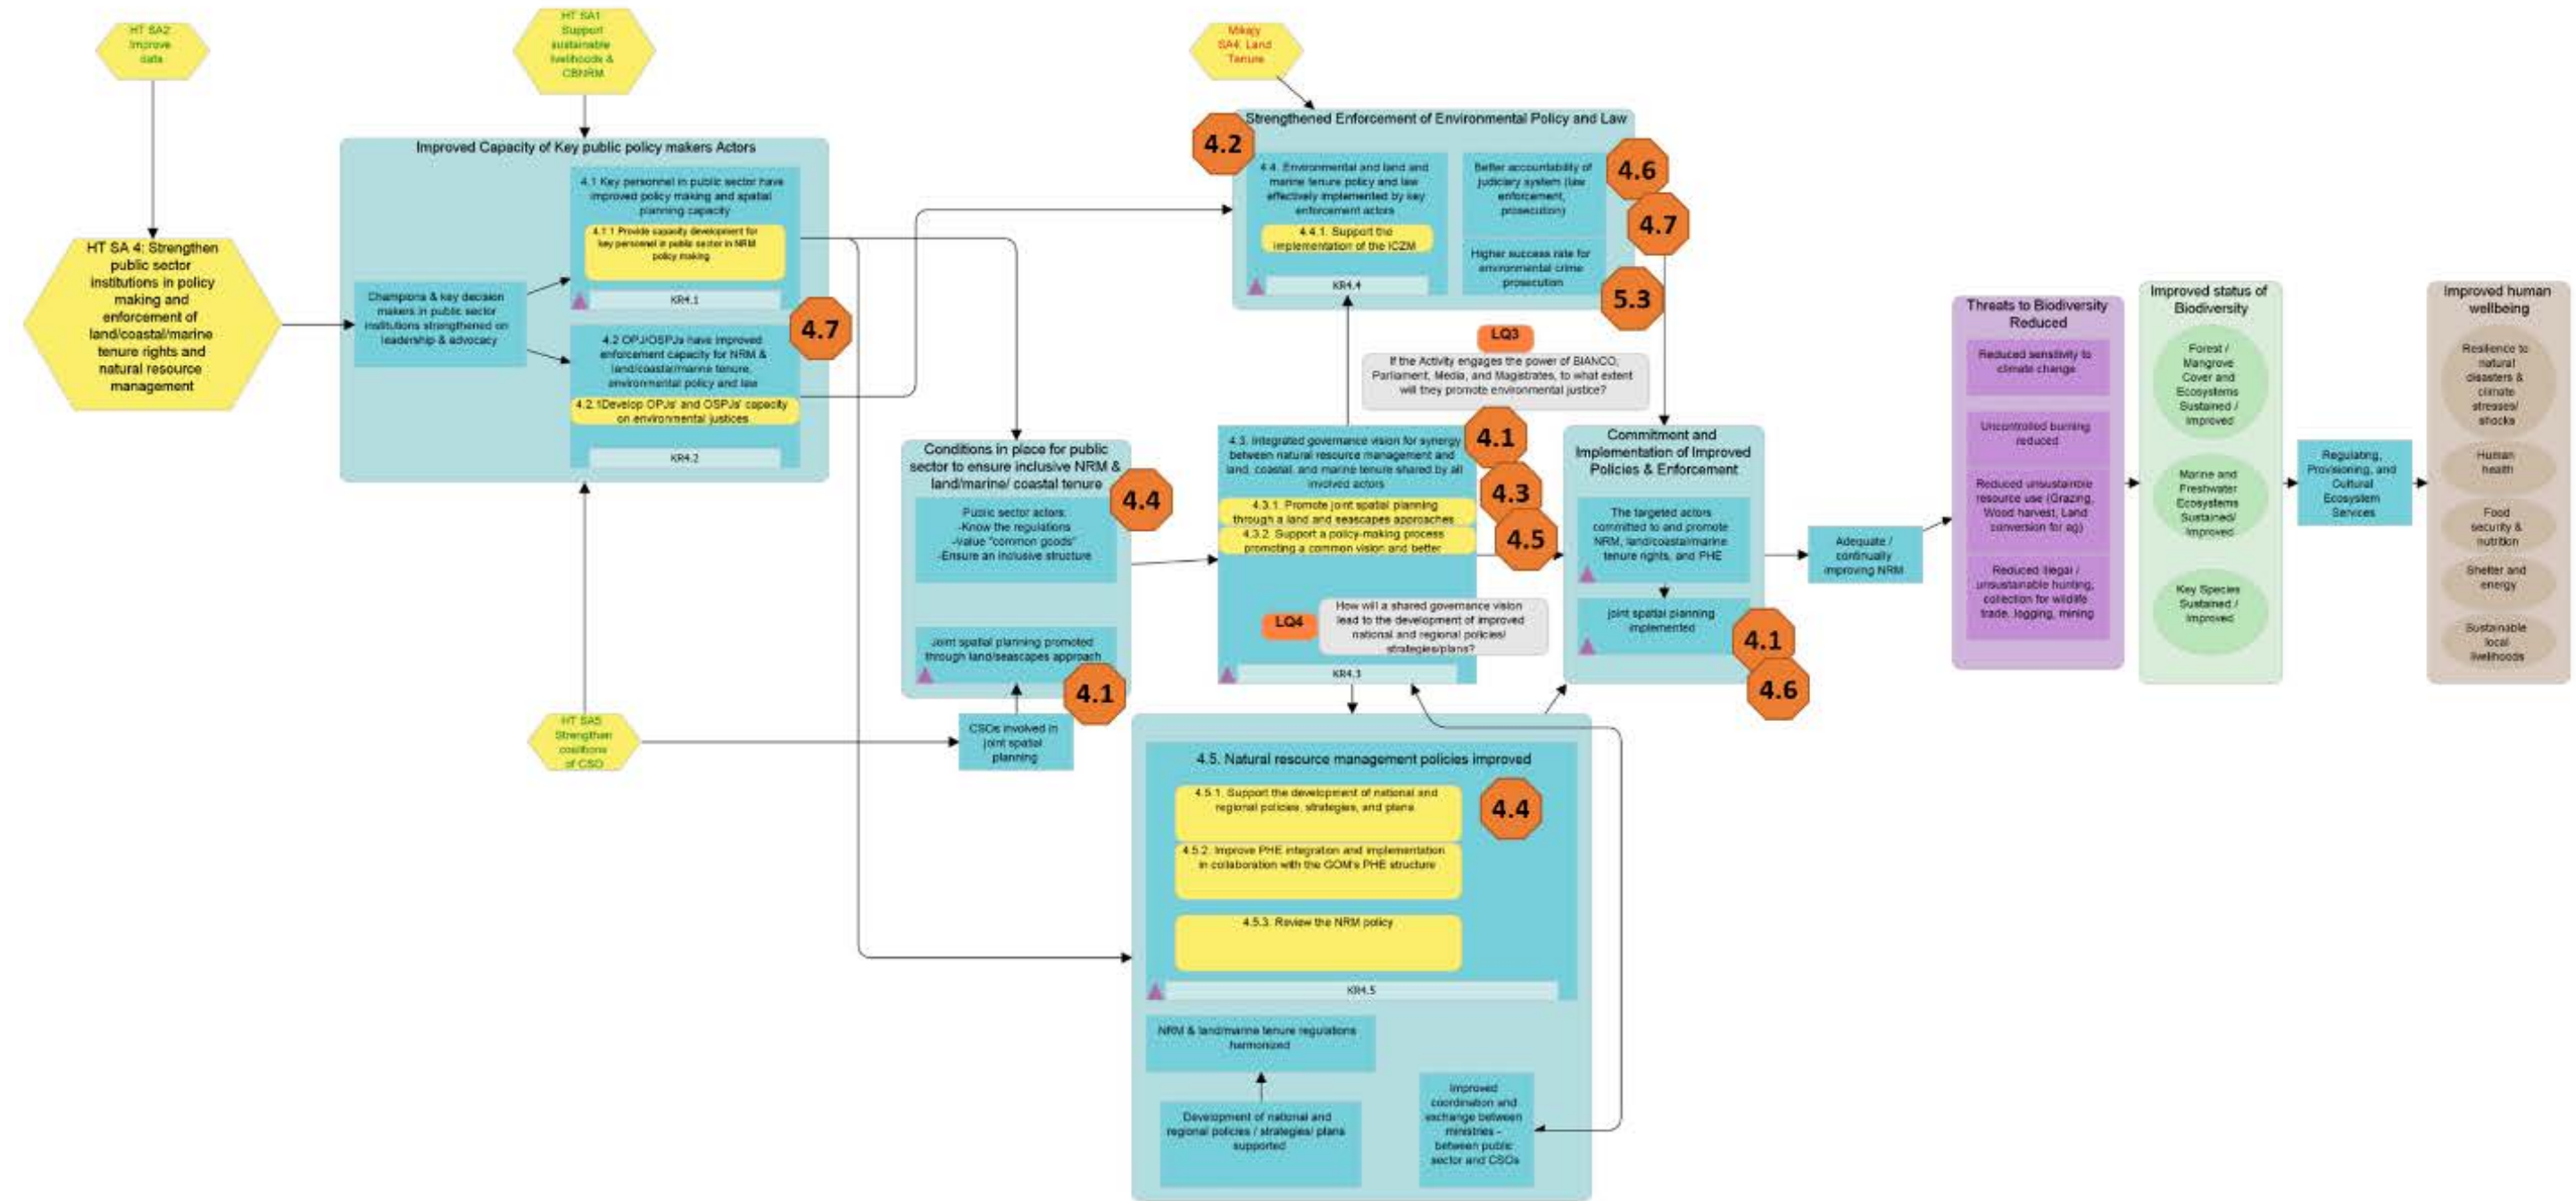 HT SA2
Improve
data
HT SA1
Support
sustainable
livelihoods &
CBNRM
Mikajy
SA4: Land
Tenure
HT SA 4: Strengthen
public sector
institutions in policy
making and
enforcement of
land/coastal/marine
tenure rights and
natural resource
management
Improved Capacity of Key public policy makers Actors
Champions & key decision
makers in public sector
institutions strengthened on
leadership & advocacy
4.1 Key personnel in public sector have
improved policy making and spatial
planning capacity
4.1.1 Provide capacity development for
key personnel in public sector in NRM
policy making
KR4.1
4.2 OPJ/OSPJs have improved
enforcement capacity for NRM &
land/coastal/marine tenure,
environmental policy and law
4.2.1Develop OPJs' and OSPJs' capacity
on environmental justices
KR4.2
4.7
HT SA5
Strengthen
coalitions
of CSO
Strengthened Enforcement of Environmental Policy and Law
4.2
4.4. Environmental and land and
marine tenure policy and law
effectively implemented by key
enforcement actors
4.4.1. Support the
implementation of the ICZM
KR4.4
Better accountability of
judiciary system (law
enforcement,
prosecution)
Higher success rate for
environmental crime
prosecution
4.6
4.7
5.3
LQ3
If the Activity engages the power of BIANCO,
Parliament, Media, and Magistrates, to what extent
will they promote environmental justice?
Conditions in place for public
sector to ensure inclusive NRM &
land/marine/ coastal tenure
4.4
Public sector actors:
-Know the regulations
-Value "common goods"
-Ensure an inclusive structure
Joint spatial planning promoted
through land/seascapes approach
4.1
CSOs involved in
joint spatial
planning
4.3. Integrated governance vision for synergy
between natural resource management and
land, coastal, and marine tenure shared by all
involved actors
4.3.1. Promote joint spatial planning
through a land and seascapes approaches
4.3.2. Support a policy-making process
promoting a common vision and better
4.1
4.3
4.5
LQ4
How will a shared governance vision
lead to the development of improved
national and regional policies/
strategies/plans?
KR4.3
Commitment and
Implementation of Improved
Policies & Enforcement
The targeted actors
committed to and promote
NRM, land/coastal/marine
tenure rights, and PHE
joint spatial planning
implemented
4.1
4.6
4.5. Natural resource management policies improved
4.5.1. Support the development of national and
regional policies, strategies, and plans
4.4
4.5.2. Improve PHE integration and implementation
in collaboration with the GOM's PHE structure
4.5.3. Review the NRM policy
KR4.5
NRM & land/marine tenure regulations
harmonized
Development of national and
regional policies / strategies/ plans
supported
Improved
coordination and
exchange between
ministries -
between public
sector and CSOs
Adequate /
continually
improving NRM
Threats to Biodiversity
Reduced
Reduced sensitivity to
climate change
Uncontrolled burning
reduced
Reduced unsustainable
resource use (Grazing,
Wood harvest, Land
conversion for ag)
Reduced illegal /
unsustainable hunting,
collection for wildlife
trade, logging, mining
Improved status of
Biodiversity
Forest /
Mangrove
Cover and
Ecosystems
Sustained /
Improved
Marine and
Freshwater
Ecosystems
Sustained/
Improved
Key Species
Sustained /
Improved
Regulating,
Provisioning, and
Cultural
Ecosystem
Services
Improved human
wellbeing
Resilience to
natural
disasters &
climate
stresses/
shocks
Human
health
Food
security &
nutrition
Shelter and
energy
Sustainable
local
livelihoods